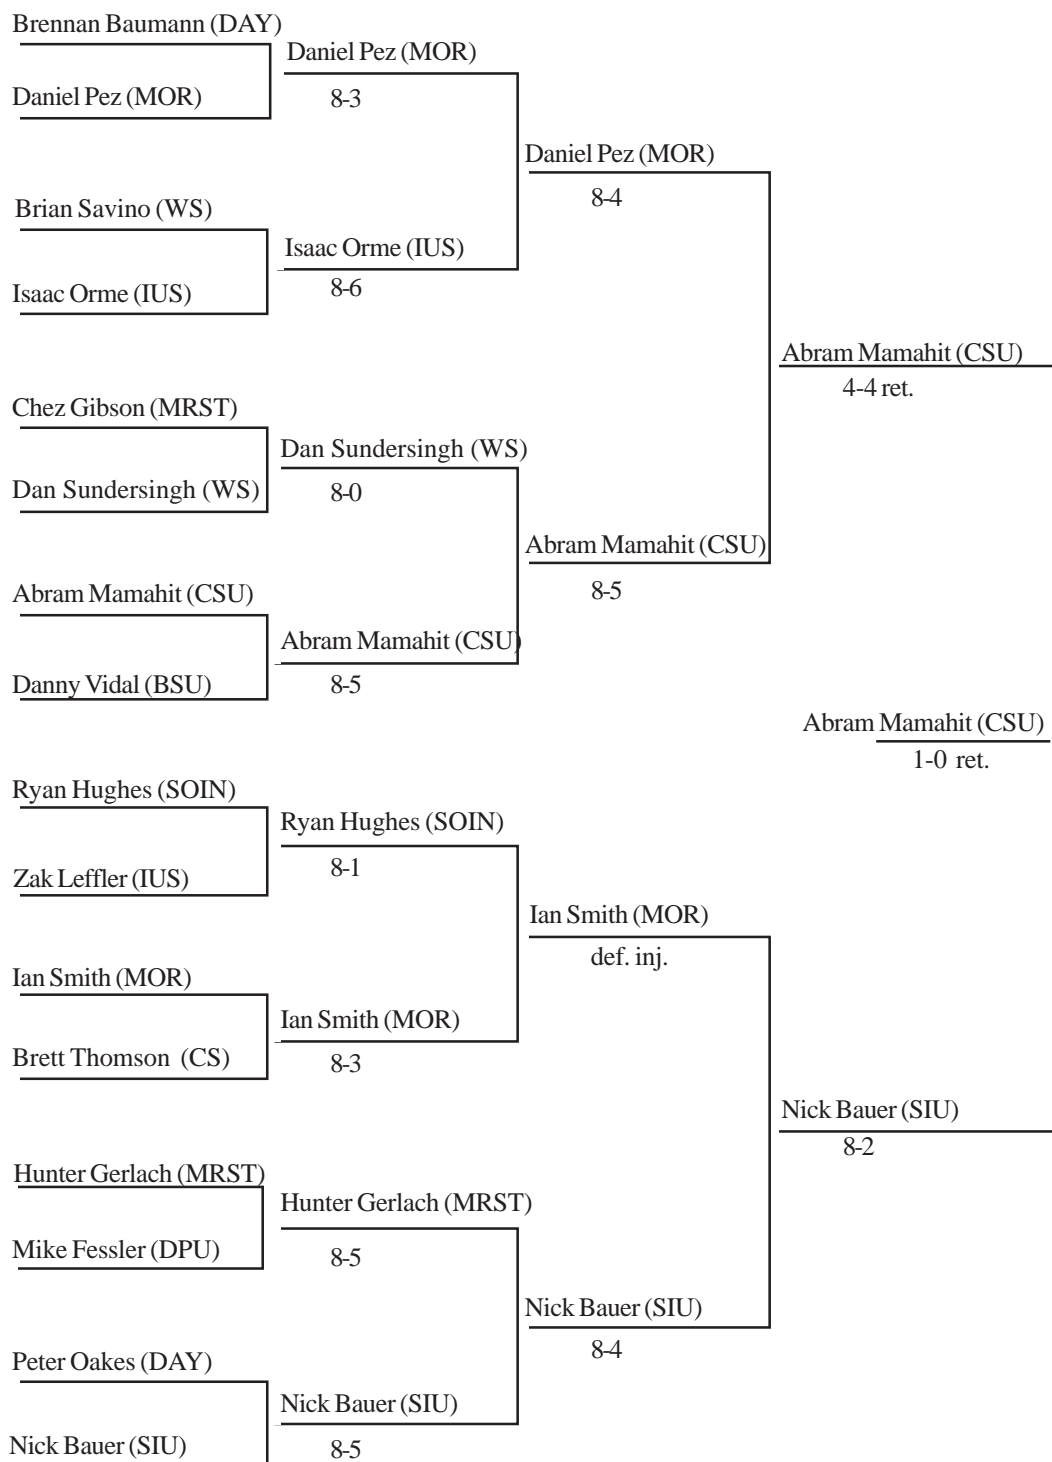 Brennan Baumann (DAY)
Daniel Pez (MOR)
Daniel Pez (MOR)
8-3
Daniel Pez (MOR)
8-4
Brian Savino (WS)
Isaac Orme (IUS)
8-6
Isaac Orme (IUS)
Abram Mamahit (CSU)
4-4 ret.
Chez Gibson (MRST)
Dan Sundersingh (WS)
Dan Sundersingh (WS)
8-0
Abram Mamahit (CSU)
8-5
Abram Mamahit (CSU)
Abram Mamahit (CSU)
8-5
Danny Vidal (BSU)
Abram Mamahit (CSU)
1-0 ret.
Ryan Hughes (SOIN)
Ryan Hughes (SOIN)
8-1
Zak Leffler (IUS)
Ian Smith (MOR)
def. inj.
Ian Smith (MOR)
Ian Smith (MOR)
8-3
Brett Thomson (CS)
Nick Bauer (SIU)
8-2
Hunter Gerlach (MRST)
Hunter Gerlach (MRST)
8-5
Mike Fessler (DPU)
Nick Bauer (SIU)
8-4
Peter Oakes (DAY)
Nick Bauer (SIU)
8-5
Nick Bauer (SIU)